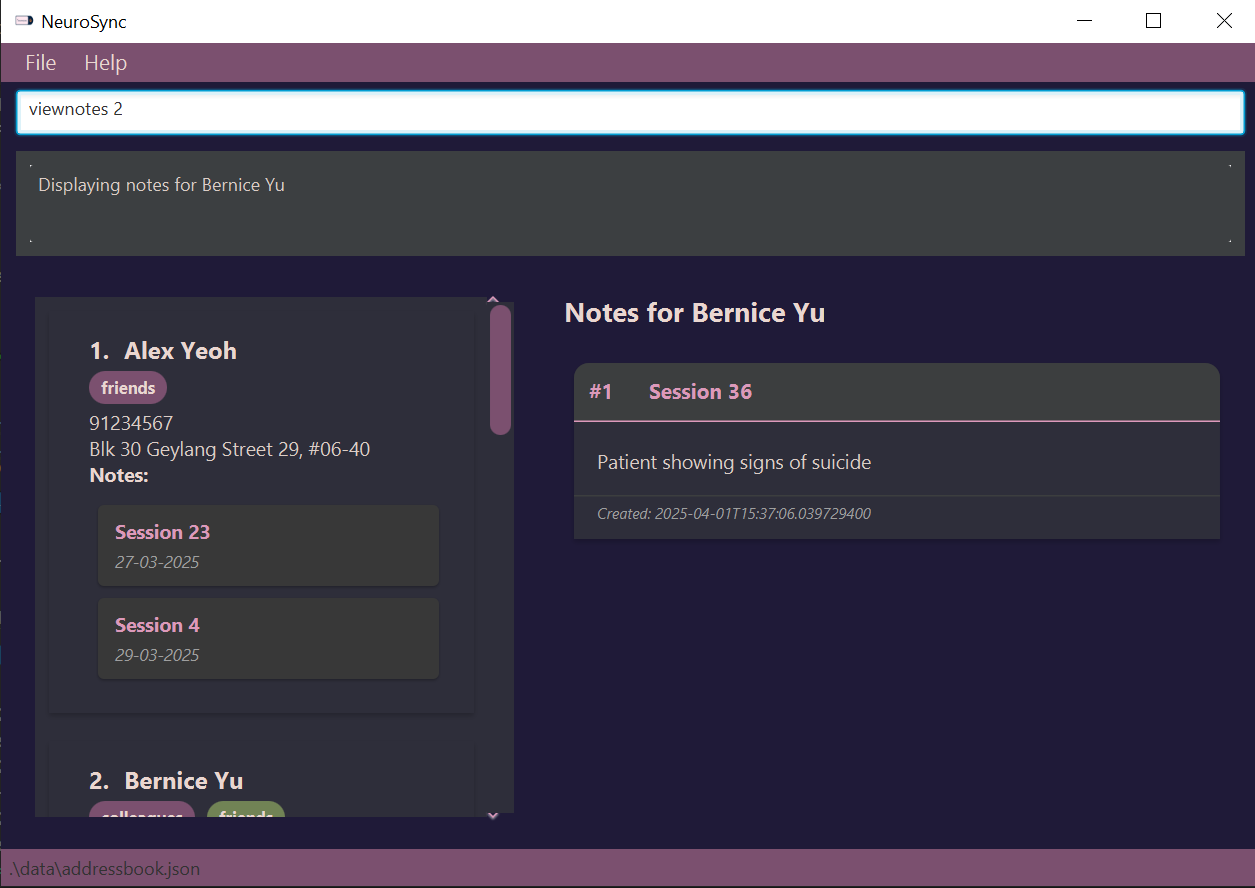 NeuroSync
File Help
viewnotes 2
Displaying notes for Bernice Yu
1. Alex Yeoh
friends
91234567
Blk 30 Geylang Street 29, #06-40
Notes:
Session 23
27-03-2025
Session 4
29-03-2025
2. Bernice Yu
colleagues friends
Notes for Bernice Yu
#1 Session 36
Patient showing signs of suicide
Created: 2025-04-01T15:37:06.039729400
.\data\addressbook.json